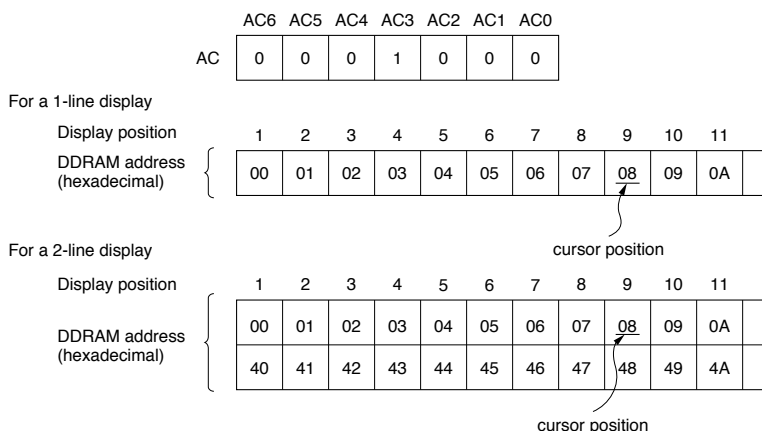 AC6 AC5 AC4 AC3 AC2 AC1 AC0
AC 0 0 0 1 0 0 0
For a 1-line display
Display position 1 2 3 4 5 6 7 8 9 10 11
DDRAM address
(hexadecimal)
00 01 02 03 04 05 06 07 08 09 0A
cursor position
For a 2-line display
Display position 1 2 3 4 5 6 7 8 9 10 11
DDRAM address
(hexadecimal)
00 01 02 03 04 05 06 07 08 09 0A
40 41 42 43 44 45 46 47 48 49 4A
cursor position